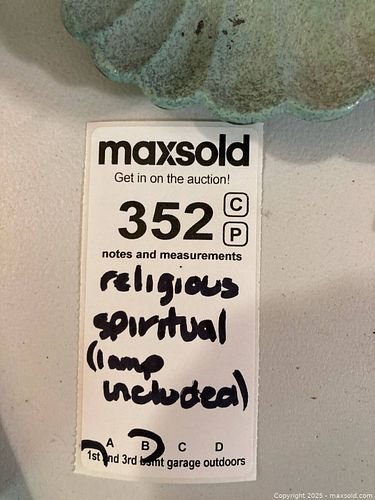 maxsold
Get in on the auction!
352 C
P
notes and measurements
religious
spiritual
(lamp
included)
A B C D
1st 2nd 3rd bsmt garage outdoors
Copyright © 2025 - maxsold.com